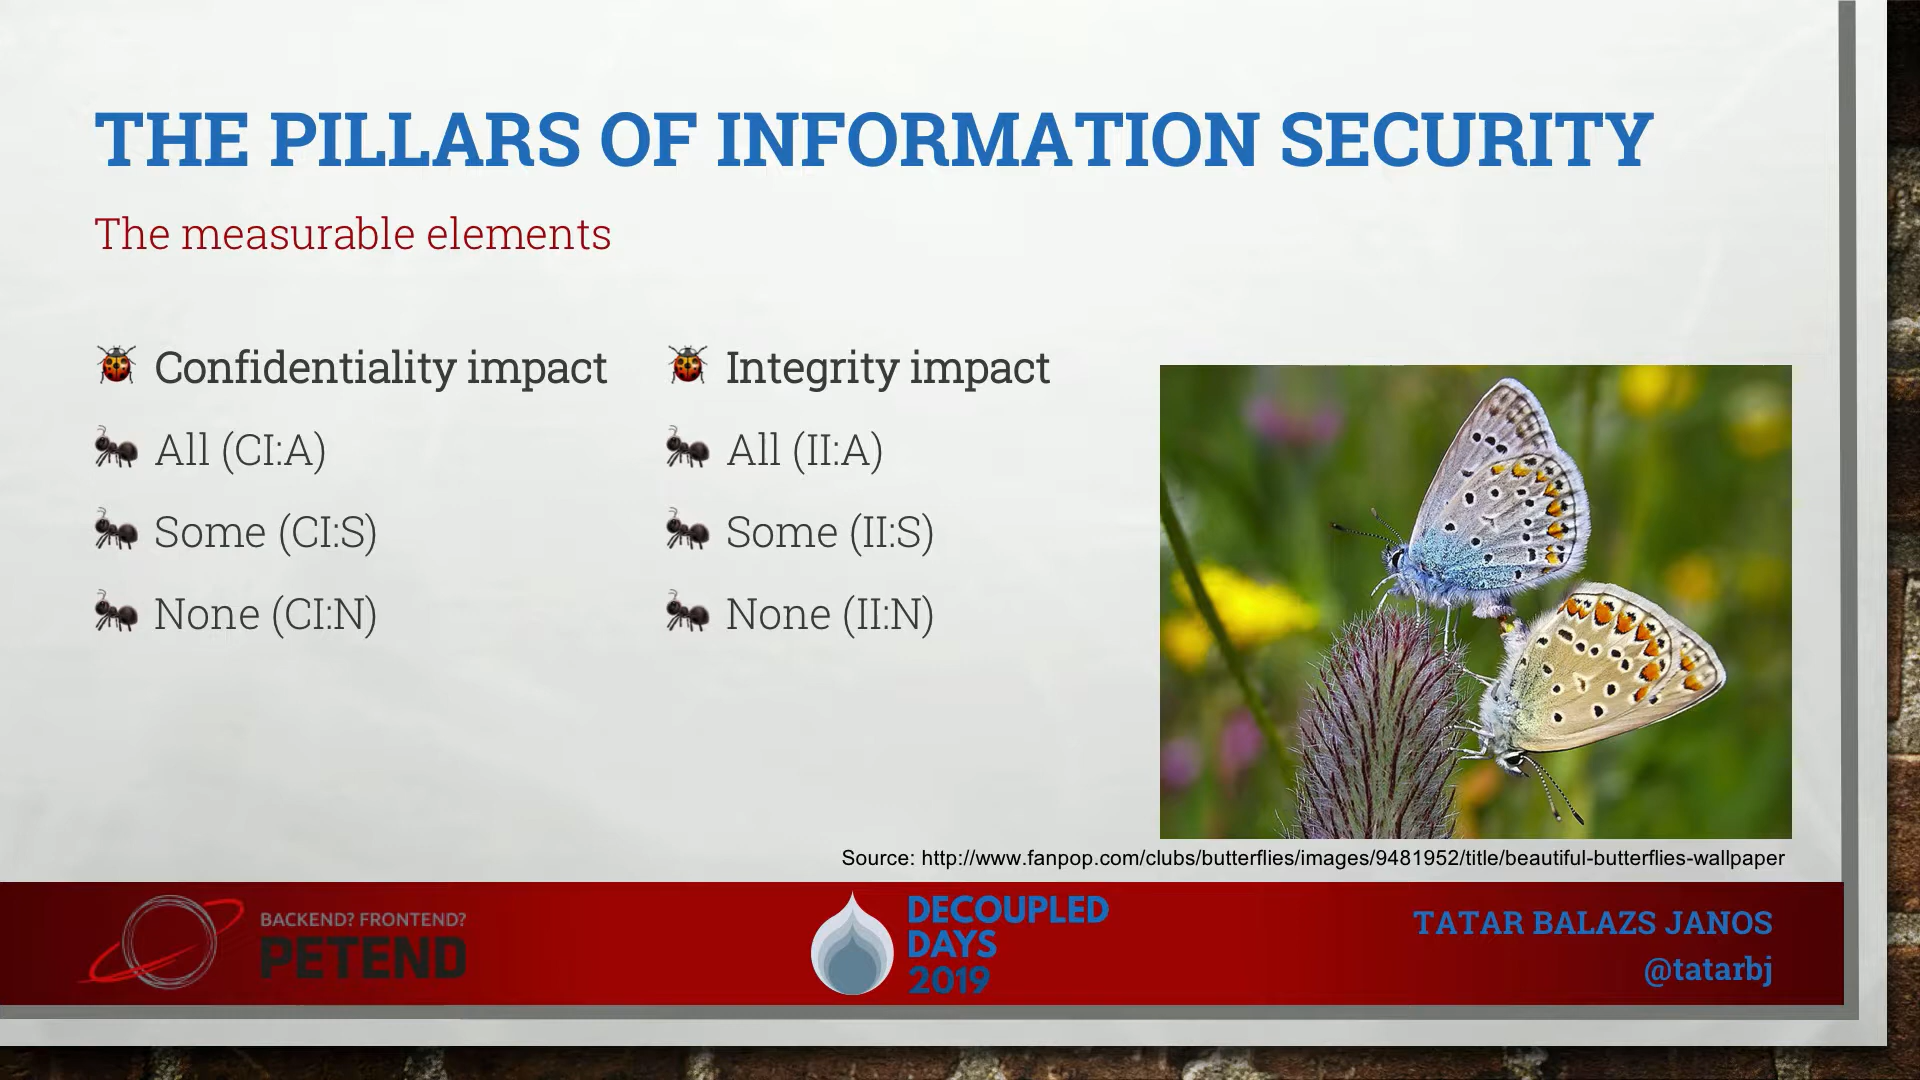 THE PILLARS OF INFORMATION SECURITY
The measurable elements
Confidentiality impact
All (CI:A)
Some (CI:S)
None (CI:N)
Integrity impact
All (II:A)
Some (II:S)
None (II:N)
Source: http://www.fanpop.com/clubs/butterflies/images/9481952/title/beautiful-butterflies-wallpaper
BACKEND? FRONTEND?
PETEND
DECOUPLED
DAYS
2019
TATAR BALAZS JANOS
@tatarbj